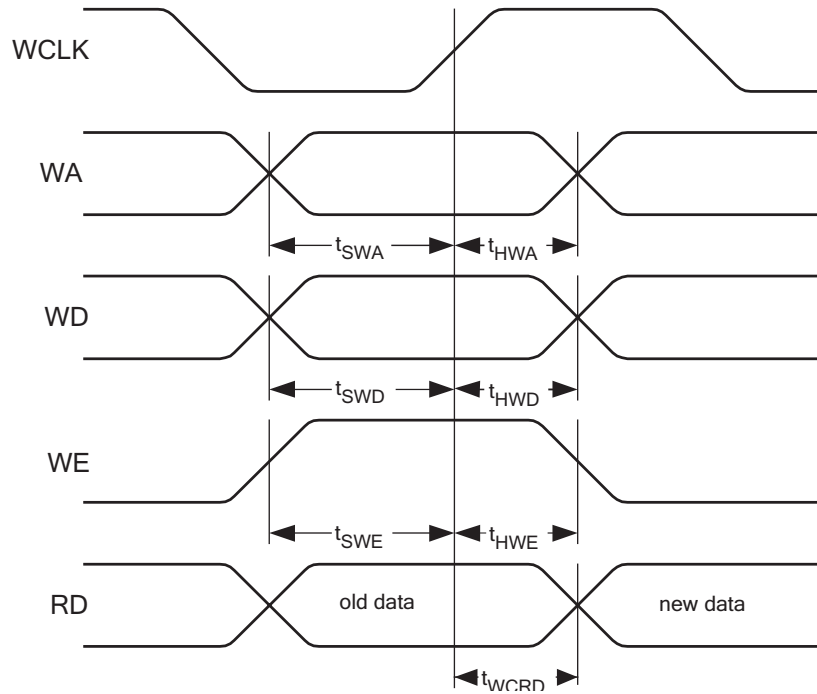 WCLK
WA
tSWA tHWA
WD
tSWD tHWD
WE
tSWE tHWE
RD old data new data
tWCRD